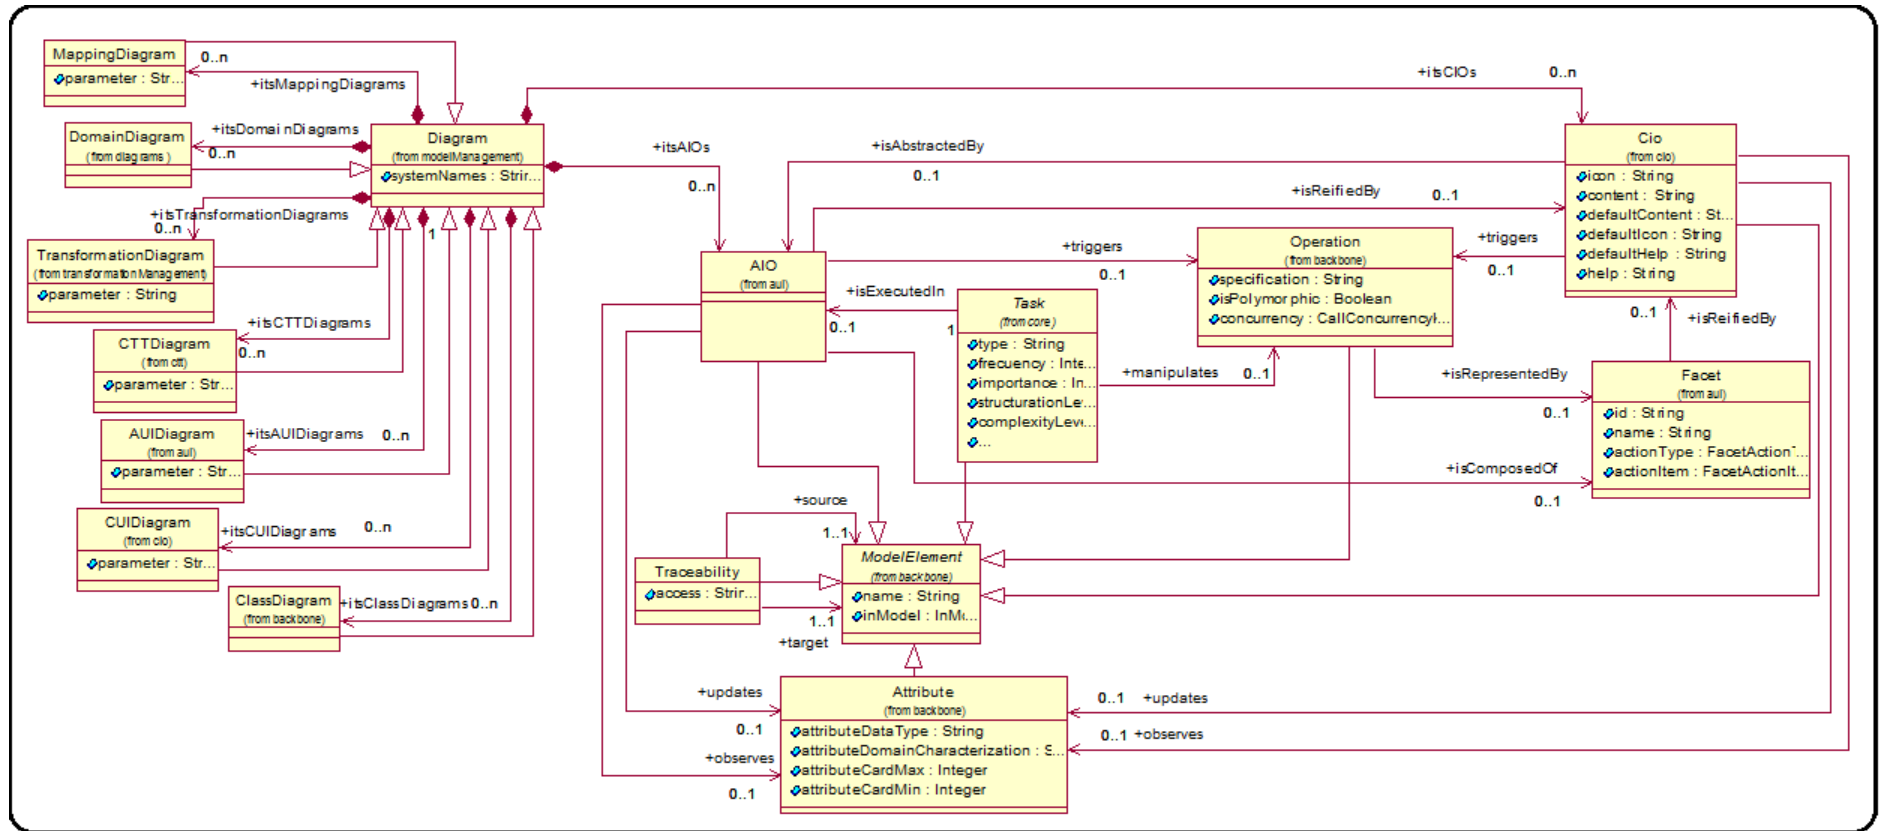 MappingDiagram
parameter : Str...
0..n
+itsMappingDiagrams
DomainDiagram
(from diagrams)
+itsDomainDiagrams
0..n
Diagram
(from modelManagement)
systemNames : Strin...
+itsTransformationDiagrams
0..n
1
TransformationDiagram
(from transformationManagement)
parameter : String
+itsCTTDiagrams
0..n
CTTDiagram
(from ctt)
parameter : Str...
AUIDiagram
(from aui)
parameter : Str...
+itsAUIDiagrams
0..n
CUIDiagram
(from cio)
parameter : Str...
+itsCUIDiagrams
0..n
ClassDiagram
(from backbone)
+itsClassDiagrams
0..n
+itsAIOs
0..n
+itsCIOs
0..n
+isAbstractedBy
0..1
+isReifiedBy
0..1
Cio
(from cio)
icon : String
content : String
defaultContent : St...
defaultIcon : String
defaultHelp : String
help : String
AIO
(from aui)
+triggers
0..1
Operation
(from backbone)
specification : String
isPolymorphic : Boolean
concurrency : CallConcurrencyK...
+triggers
0..1
+isExecutedIn
0..1
1
Task
(from core)
type : String
frecuency : Inte...
importance : In...
structurationLe...
complexityLeve...
...
+manipulates
0..1
0..1
+isReifiedBy
+isRepresentedBy
0..1
Facet
(from aui)
id : String
name : String
actionType : FacetActionT...
actionItem : FacetActionIt...
+isComposedOf
0..1
+source
1..1
Traceability
access : Strin...
1..1
+target
ModelElement
(from backbone)
name : String
inModel : InMo...
+updates
0..1
+observes
0..1
Attribute
(from backbone)
attributeDataType : String
attributeDomainCharacterization : S...
attributeCardMax : Integer
attributeCardMin : Integer
0..1 +updates
0..1 +observes